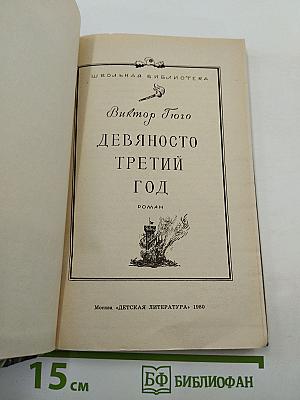 ШКОЛЬНАЯ БИБЛИОТЕКА
Виктор Гюго
ДЕВЯНОСТО
ТРЕТИЙ
ГОД
РОМАН
Москва «ДЕТСКАЯ ЛИТЕРАТУРА» 1980
15 см
БФ БИБЛИОФАН